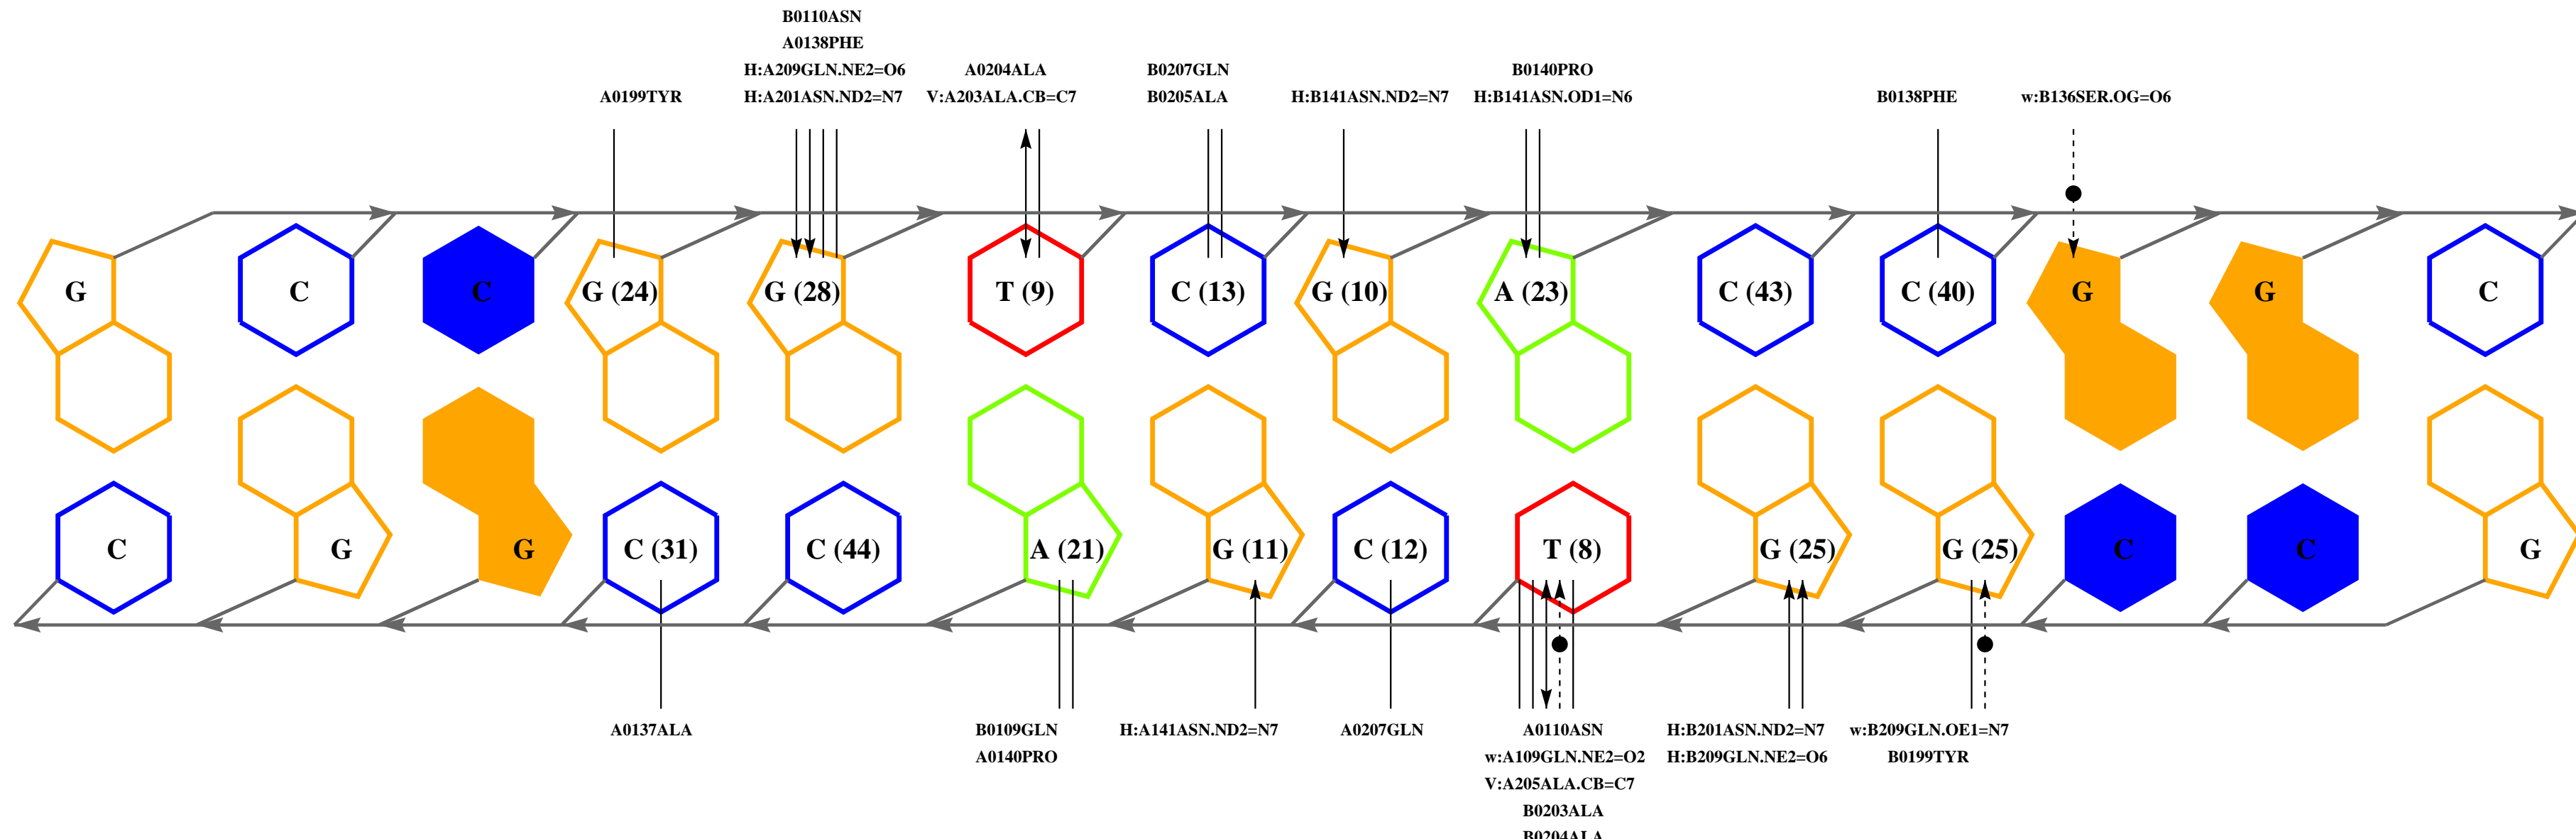 B0110ASN
A0138PHE
H:A209GLN.NE2=O6 A0204ALA B0207GLN B0140PRO
A0199TYR H:A201ASN.ND2=N7 V:A203ALA.CB=C7 B0205ALA H:B141ASN.ND2=N7 H:B141ASN.OD1=N6 B0138PHE w:B136SER.OG=O6
G C C G (24) G (28) T (9) C (13) G (10) A (23) C (43) C (40) G G C
C G G C (31) C (44) A (21) G (11) C (12) T (8) G (25) G (25) C C G
A0137ALA B0109GLN H:A141ASN.ND2=N7 A0207GLN A0110ASN H:B201ASN.ND2=N7 w:B209GLN.OE1=N7
A0140PRO w:A109GLN.NE2=O2 H:B209GLN.NE2=O6 B0199TYR
V:A205ALA.CB=C7
B0203ALA
B0204ALA